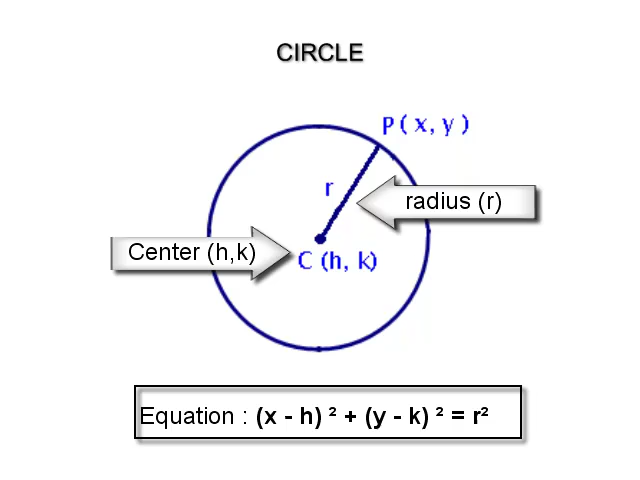 CIRCLE
P ( x, y )
r
radius (r)
Center (h,k)
C (h, k)
Equation : (x - h) ² + (y - k) ² = r²